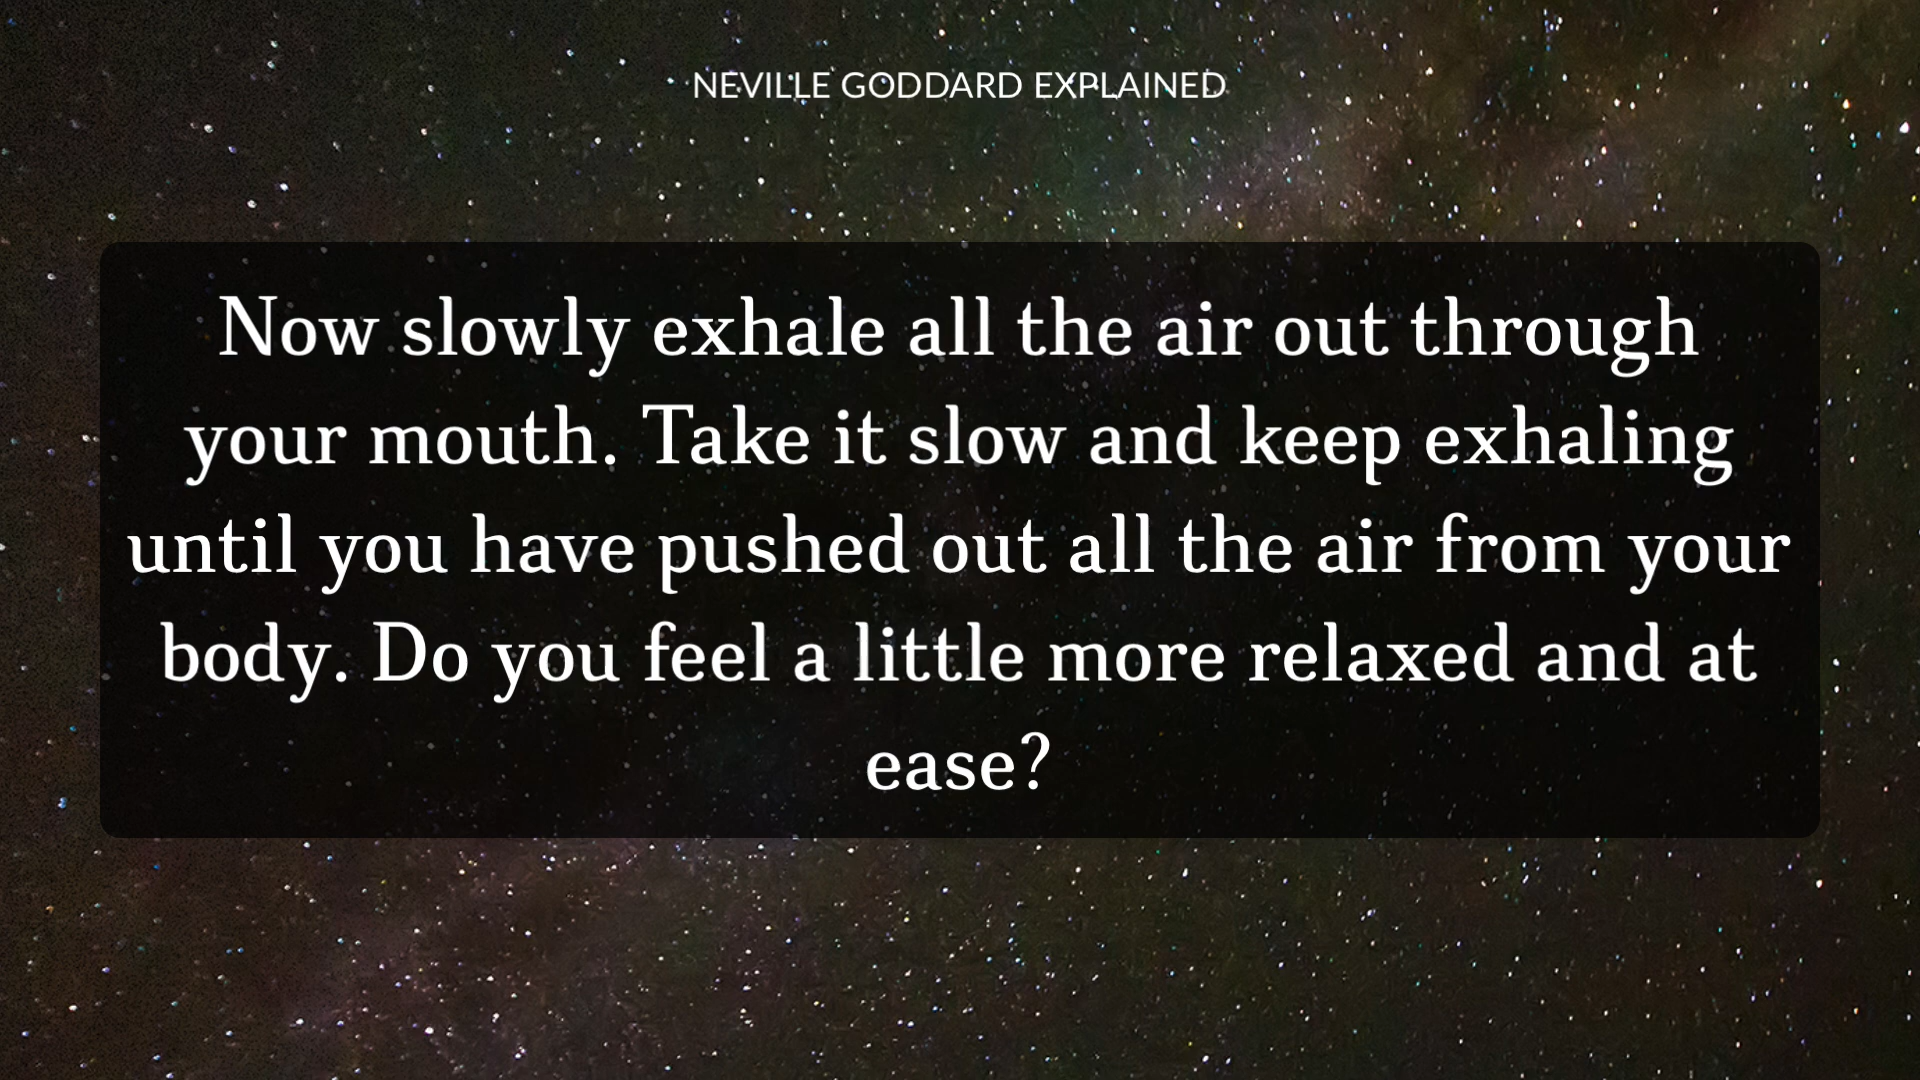 NEVILLE GODDARD EXPLAINED
Now slowly exhale all the air out through
your mouth. Take it slow and keep exhaling
until you have pushed out all the air from your
body. Do you feel a little more relaxed and at
ease?